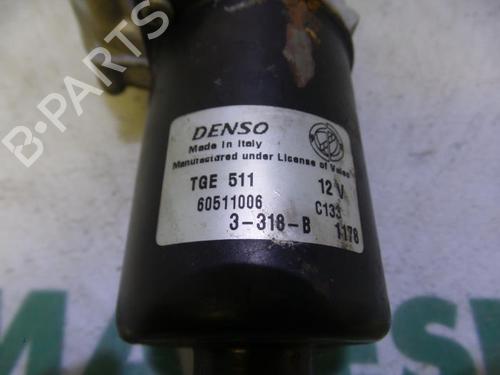 B-PARTS
DENSO
Made in Italy
Manufactured under License of Valeo
TGE 511 12 V
60511006 C133
3-318-B 1178